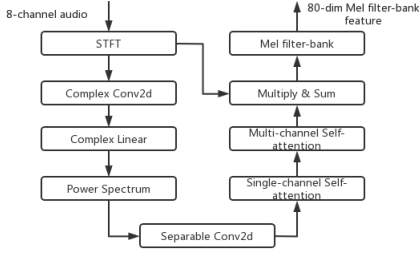 8-channel audio
STFT
Complex Conv2d
Complex Linear
Power Spectrum
Separable Conv2d
Single-channel Self-
attention
Multi-channel Self-
attention
Multiply & Sum
Mel filter-bank
80-dim Mel filter-bank
feature